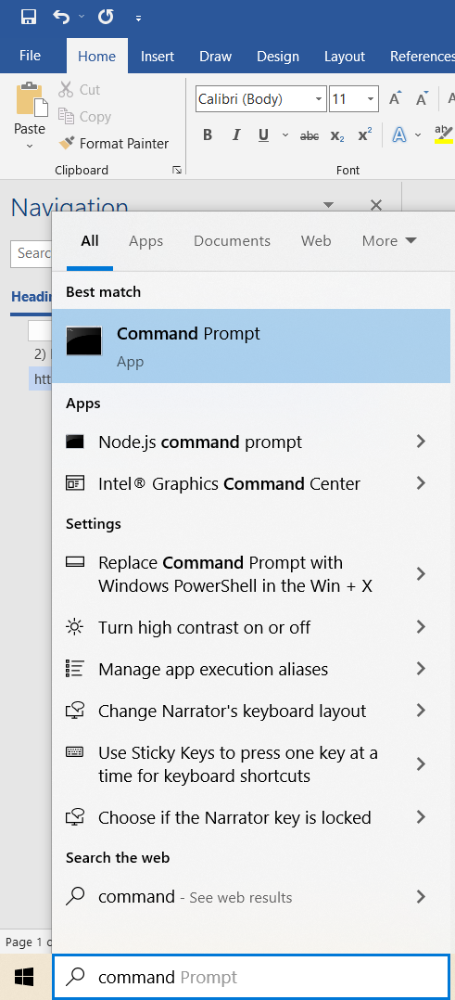 File Home Insert Draw Design Layout References
Cut
Calibri (Body) 11 A A
Paste Copy
B I U abc x₂ x² A ab
Format Painter
Clipboard Font
Navigation
Searc
All Apps Documents Web More
Headin
Best match
Command Prompt
App
2)
htt
Apps
Node.js command prompt
Intel® Graphics Command Center
Settings
Replace Command Prompt with
Windows PowerShell in the Win + X
Turn high contrast on or off
Manage app execution aliases
Change Narrator's keyboard layout
Use Sticky Keys to press one key at a
time for keyboard shortcuts
Choose if the Narrator key is locked
Search the web
command - See web results
Page 1 o
command Prompt